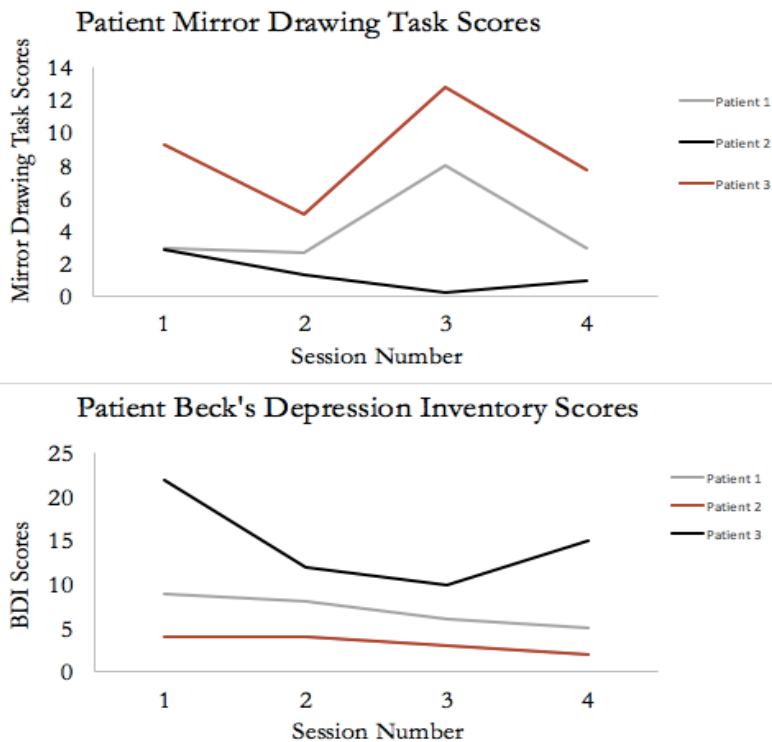 Patient Mirror Drawing Task Scores
Mirror Drawing Task Scores
14
12
10
8
6
4
2
0
1 2 3 4
Session Number
Patient 1
Patient 2
Patient 3
Patient Beck's Depression Inventory Scores
BDI Scores
25
20
15
10
5
0
1 2 3 4
Session Number
Patient 1
Patient 2
Patient 3